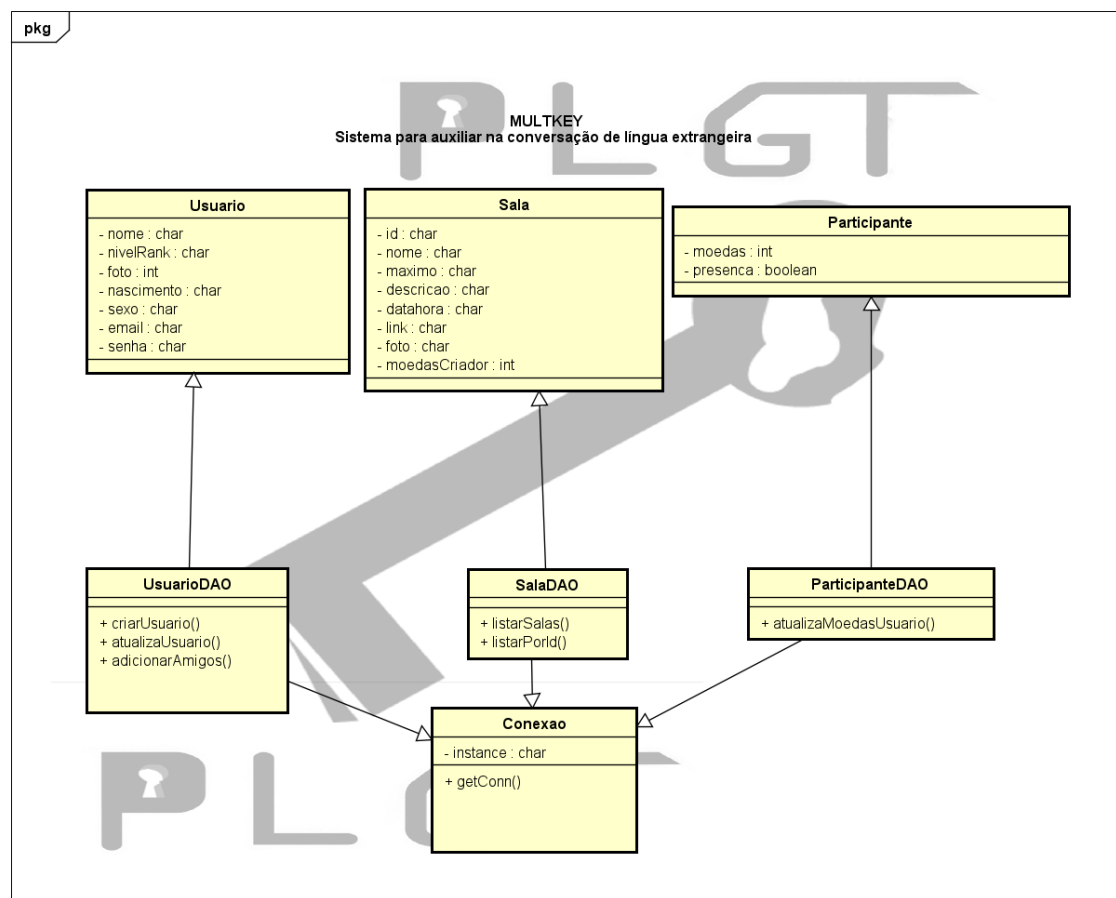 pkg
PLGT
MULTKEY
Sistema para auxiliar na conversação de língua extrangeira
Usuario
- nome : char
- nivelRank : char
- foto : int
- nascimento : char
- sexo : char
- email : char
- senha : char
Sala
- id : char
- nome : char
- maximo : char
- descricao : char
- datahora : char
- link : char
- foto : char
- moedasCriador : int
Participante
- moedas : int
- presenca : boolean
UsuarioDAO
+ criarUsuario()
+ atualizaUsuario()
+ adicionarAmigos()
SalaDAO
+ listarSalas()
+ listarPorId()
ParticipanteDAO
+ atualizaMoedasUsuario()
Conexao
- instance : char
+ getConn()
PLGT